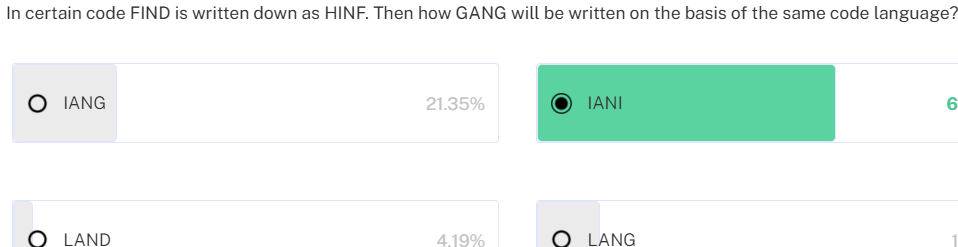 In certain code FIND is written down as HINF. Then how GANG will be written on the basis of the same code language?
IANG 21.35%
IANI 6
LAND 4.19%
LANG 1